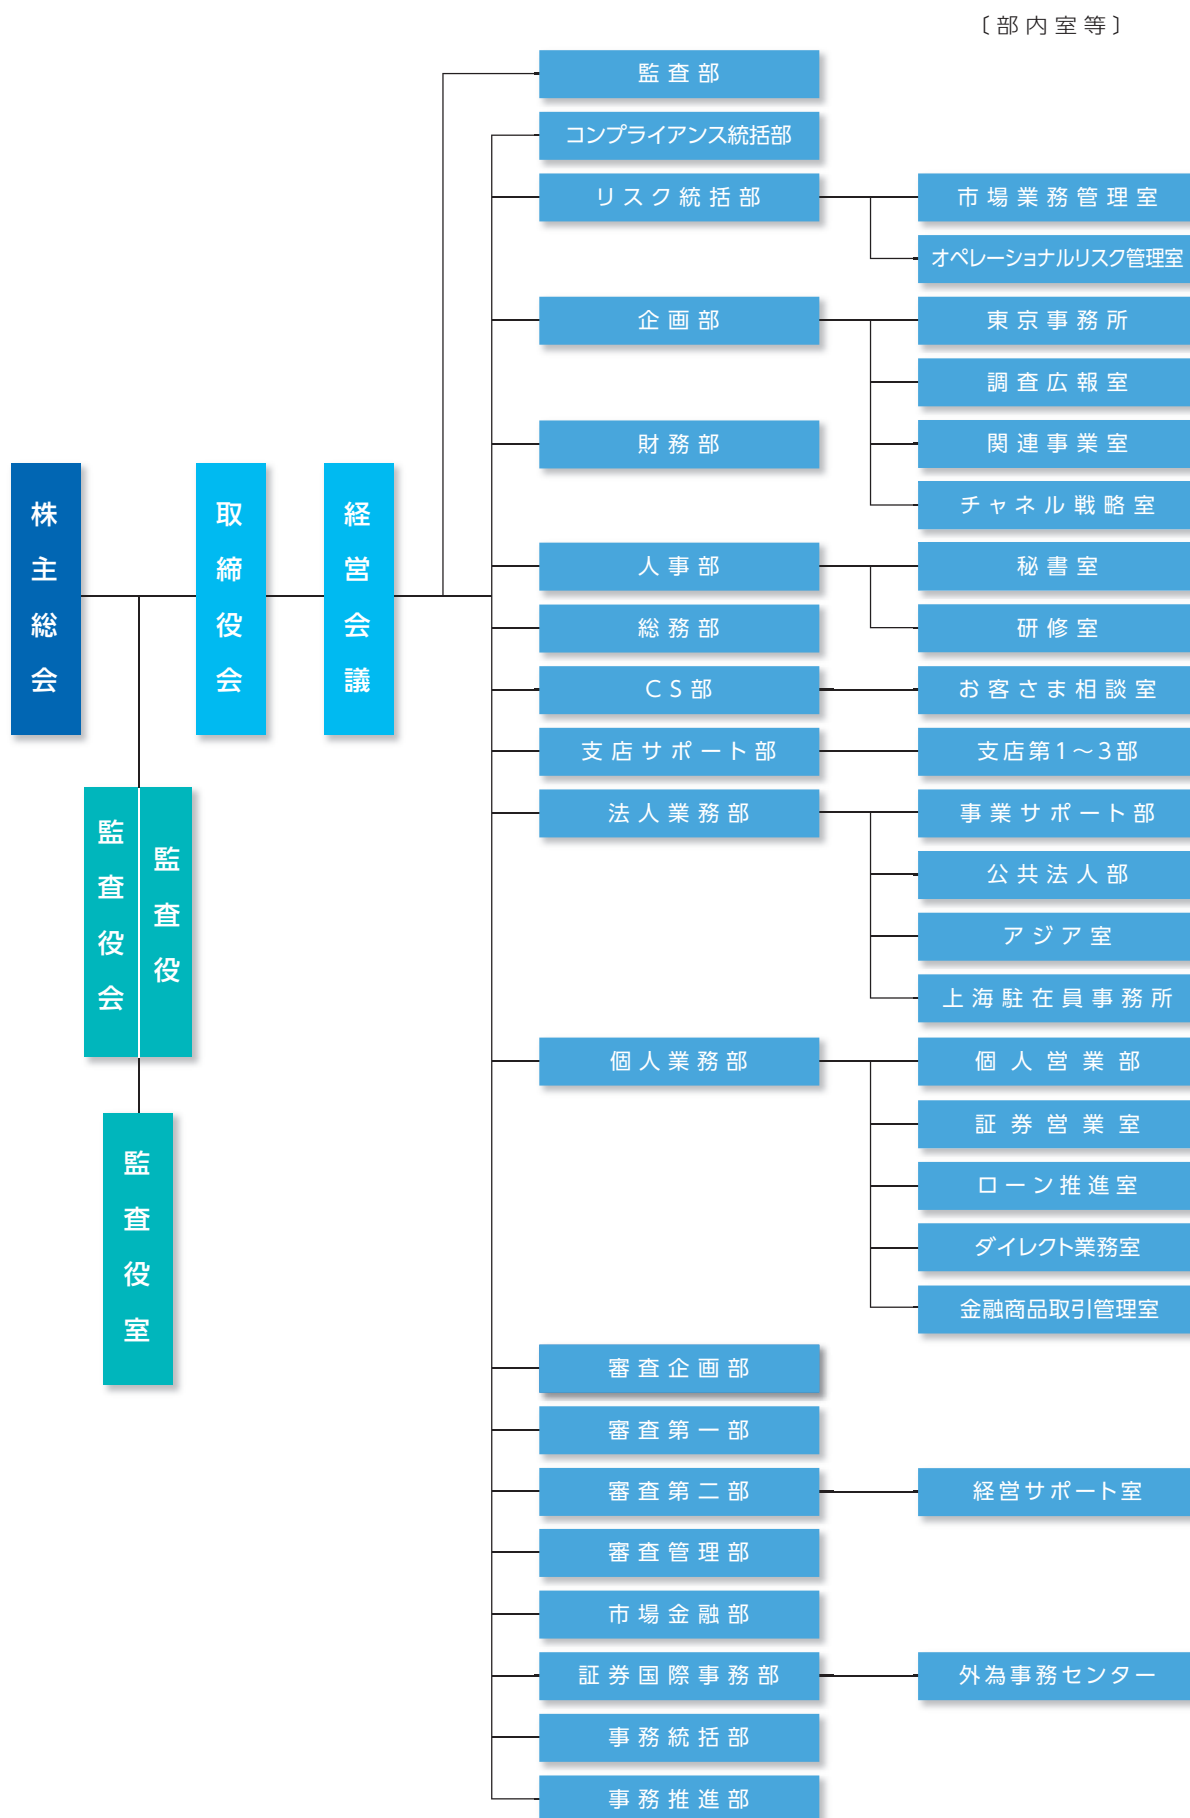 〔部内室等〕
監査部
コンプライアンス統括部
リスク統括部
市場業務管理室
オペレーショナルリスク管理室
企画部
東京事務所
調査広報室
財務部
関連事業室
チャネル戦略室
株主総会
取締役会
経営会議
人事部
秘書室
総務部
研修室
CS部
お客さま相談室
支店サポート部
支店第1〜3部
法人業務部
事業サポート部
監査役会
監査役
公共法人部
アジア室
上海駐在員事務所
個人業務部
個人営業部
監査役室
証券営業室
ローン推進室
ダイレクト業務室
金融商品取引管理室
審査企画部
審査第一部
審査第二部
経営サポート室
審査管理部
市場金融部
証券国際事務部
外為事務センター
事務統括部
事務推進部